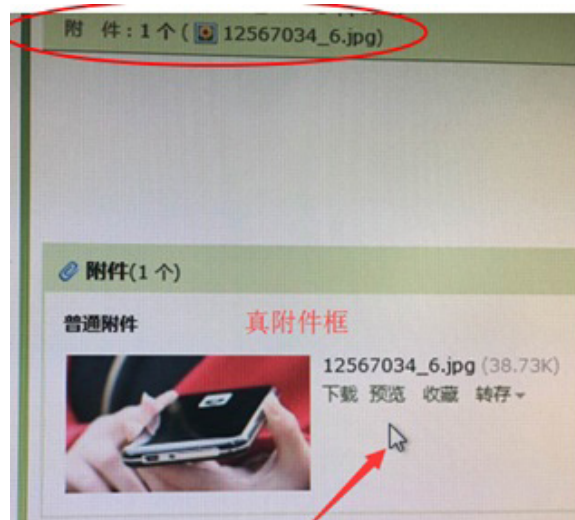 附 件:1 个 ( 12567034_6.jpg)
附件(1 个)
普通附件
真附件框
12567034_6.jpg (38.73K)
下载 预览 收藏 转存